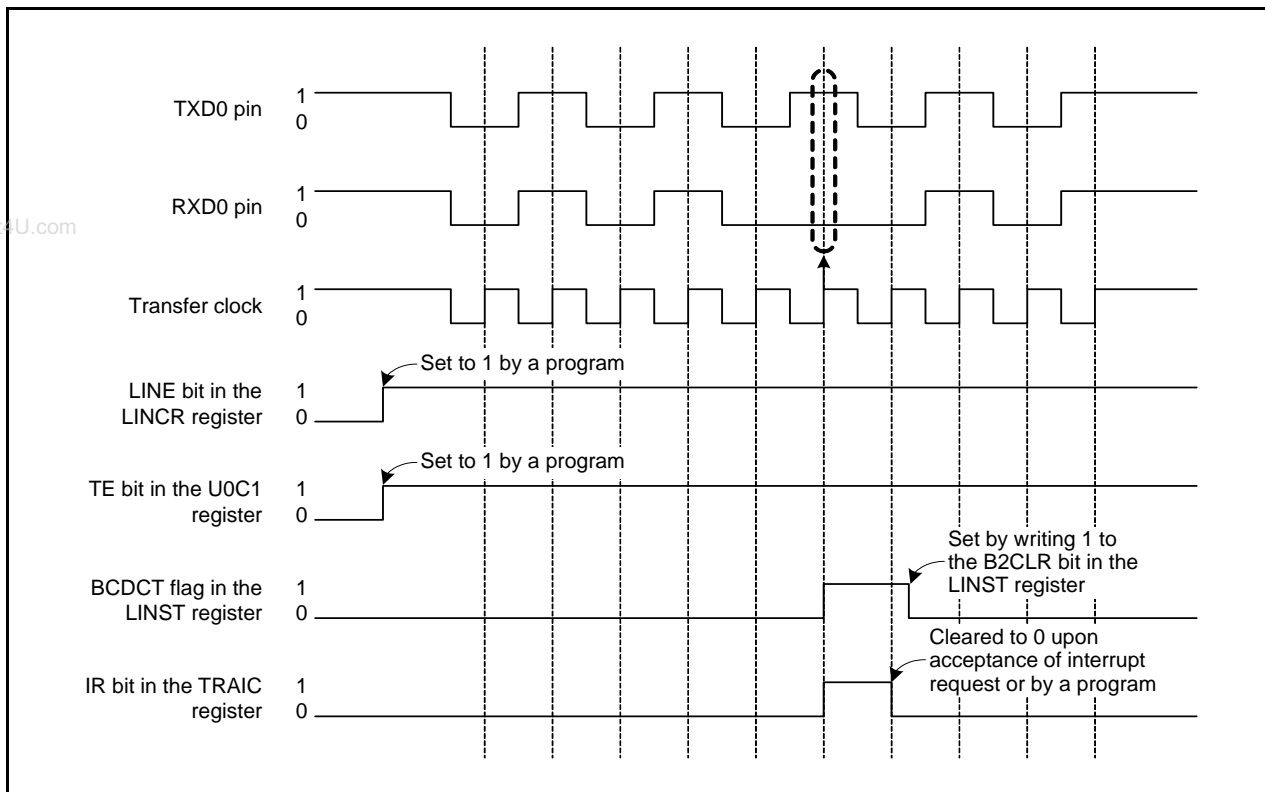 TXD0 pin
1
0
RXD0 pin
1
0
4U.com
Transfer clock
1
0
Set to 1 by a program
LINE bit in the
LINCR register
1
0
Set to 1 by a program
TE bit in the U0C1
register
1
0
Set by writing 1 to
the B2CLR bit in the
LINST register
BCDCT flag in the
LINST register
1
0
Cleared to 0 upon
acceptance of interrupt
request or by a program
IR bit in the TRAIC
register
1
0